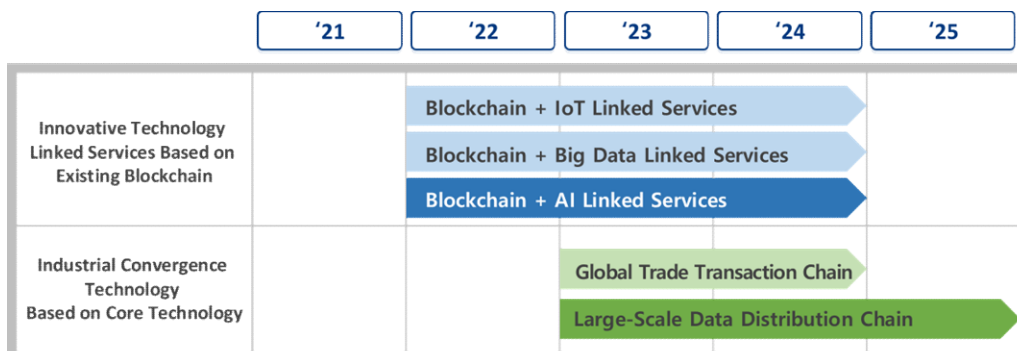 ‘21 ‘22 ‘23 ‘24 ‘25
Innovative Technology
Linked Services Based on
Existing Blockchain
Blockchain + IoT Linked Services
Blockchain + Big Data Linked Services
Blockchain + AI Linked Services
Industrial Convergence
Technology
Based on Core Technology
Global Trade Transaction Chain
Large-Scale Data Distribution Chain